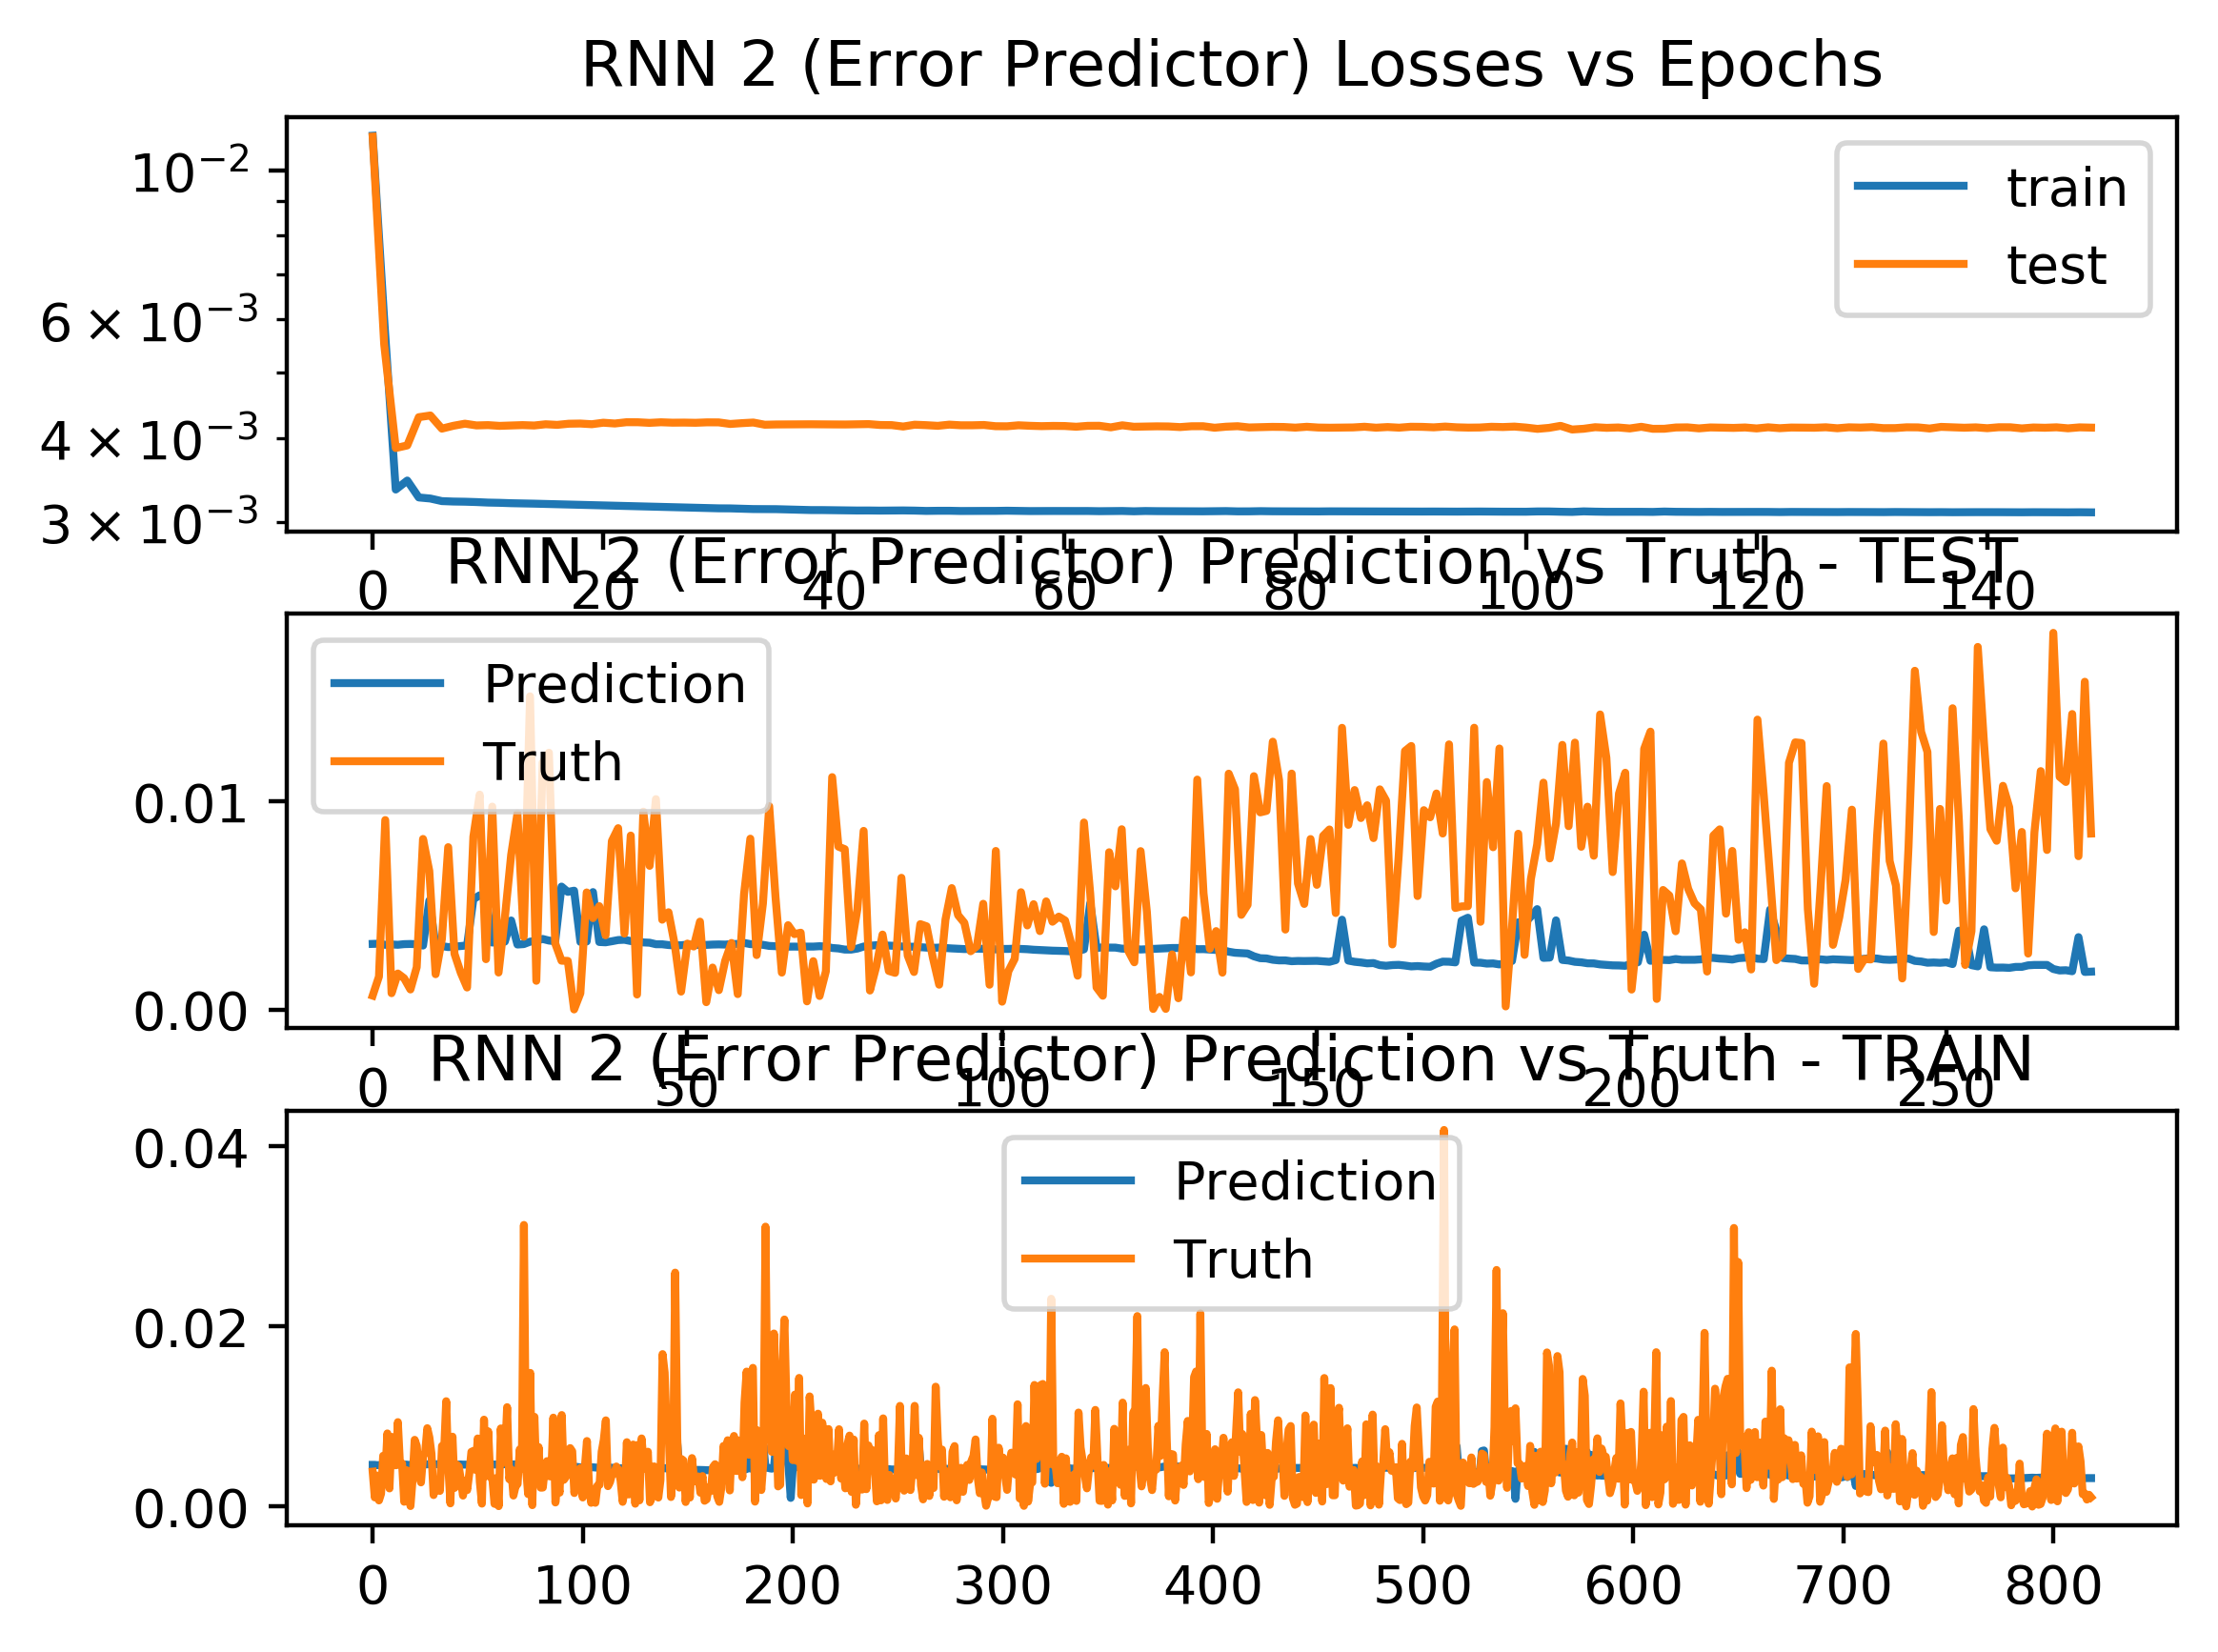 RNN 2 (Error Predictor) Losses vs Epochs
10⁻²
6 × 10⁻³
4 × 10⁻³
3 × 10⁻³
train
test
0 20 40 60 80 100 120 140
RNN 2 (Error Predictor) Prediction vs Truth - TEST
Prediction
Truth
0.01
0.00
0 50 100 150 200 250
RNN 2 (Error Predictor) Prediction vs Truth - TRAIN
0.04
0.02
0.00
Prediction
Truth
0 100 200 300 400 500 600 700 800